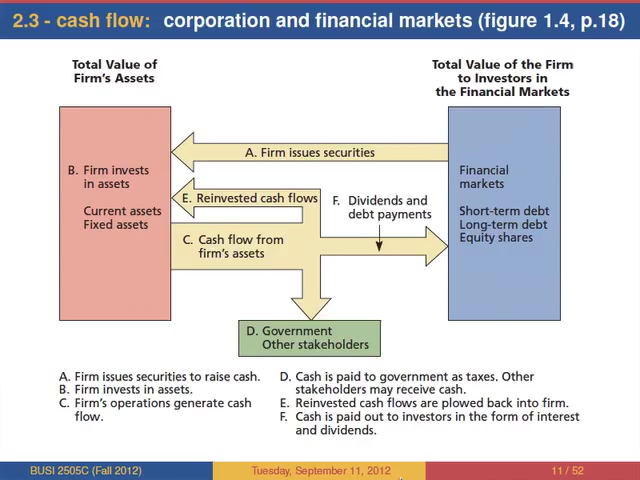 2.3 - cash flow: corporation and financial markets (figure 1.4, p.18)
Total Value of
Firm's Assets
Total Value of the Firm
to Investors in
the Financial Markets
A. Firm issues securities
B. Firm invests
in assets
Current assets
Fixed assets
E. Reinvested cash flows
F. Dividends and
debt payments
C. Cash flow from
firm's assets
Financial
markets
Short-term debt
Long-term debt
Equity shares
D. Government
Other stakeholders
A. Firm issues securities to raise cash.
B. Firm invests in assets.
C. Firm's operations generate cash
flow.
D. Cash is paid to government as taxes. Other
stakeholders may receive cash.
E. Reinvested cash flows are plowed back into firm.
F. Cash is paid out to investors in the form of interest
and dividends.
BUSI 2505C (Fall 2012)
Tuesday, September 11, 2012
11 / 52